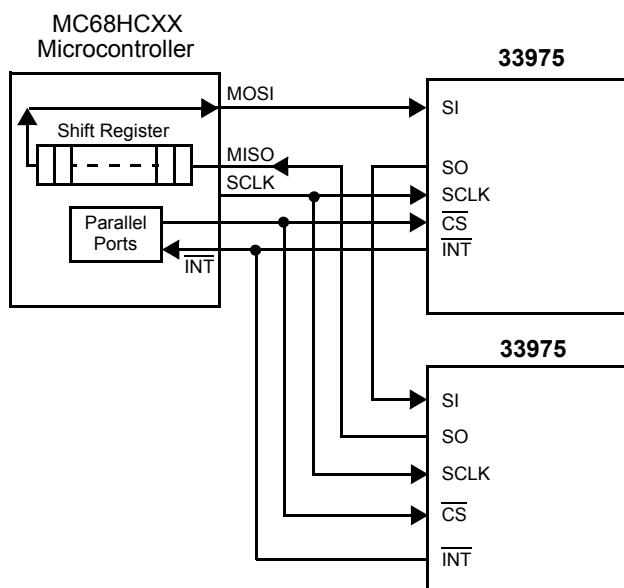 MC68HCXX
Microcontroller
33975
MOSI
SI
Shift Register
MISO
SO
SCLK
SCLK
Parallel
Ports
CS
INT
INT
33975
SI
SO
SCLK
CS
INT